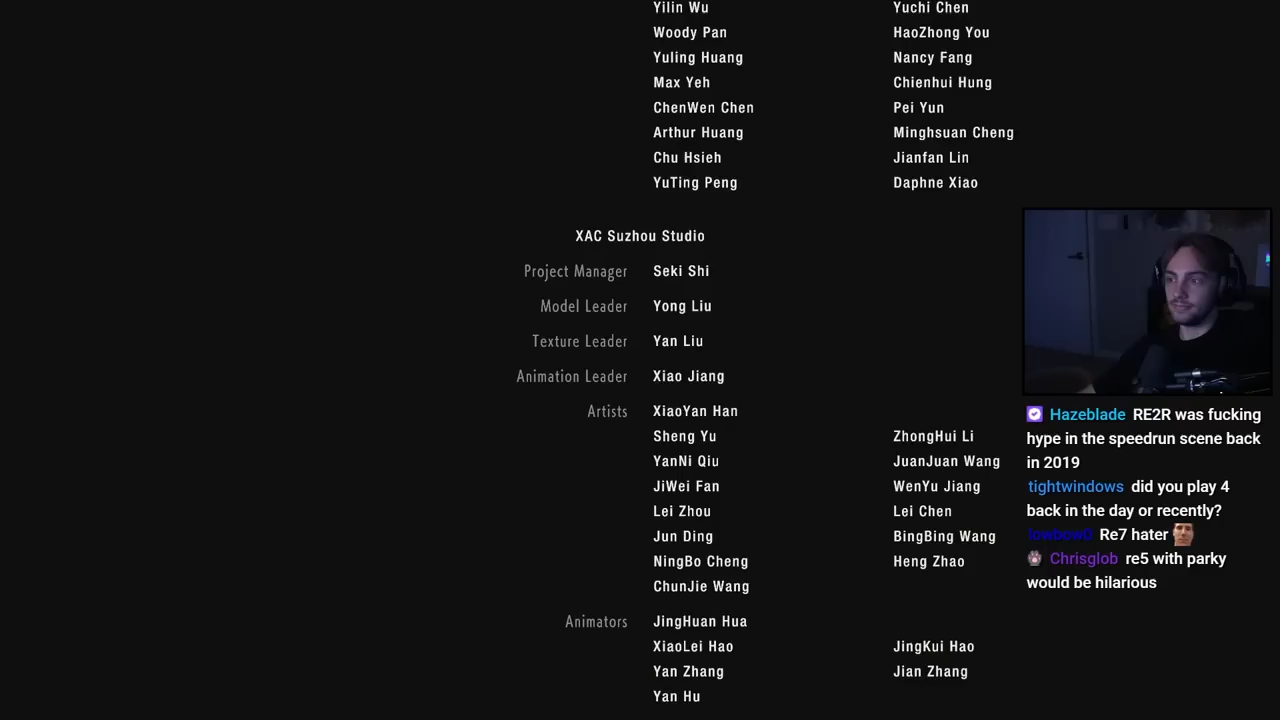 Yilin Wu Yuchi Chen
Woody Pan HaoZhong You
Yuling Huang Nancy Fang
Max Yeh Chienhui Hung
ChenWen Chen Pei Yun
Arthur Huang Minghsuan Cheng
Chu Hsieh Jianfan Lin
YuTing Peng Daphne Xiao
XAC Suzhou Studio
Project Manager Seki Shi
Model Leader Yong Liu
Texture Leader Yan Liu
Animation Leader Xiao Jiang
Artists XiaoYan Han
Sheng Yu ZhongHui Li
YanNi Qiu JuanJuan Wang
JiWei Fan WenYu Jiang
Lei Zhou Lei Chen
Jun Ding BingBing Wang
NingBo Cheng Heng Zhao
ChunJie Wang
Animators JingHuan Hua
XiaoLei Hao JingKui Hao
Yan Zhang Jian Zhang
Yan Hu
Hazeblade RE2R was fucking
hype in the speedrun scene back
in 2019
tightwindows did you play 4
back in the day or recently?
lowbow0 Re7 hater
Chrisglob re5 with parky
would be hilarious